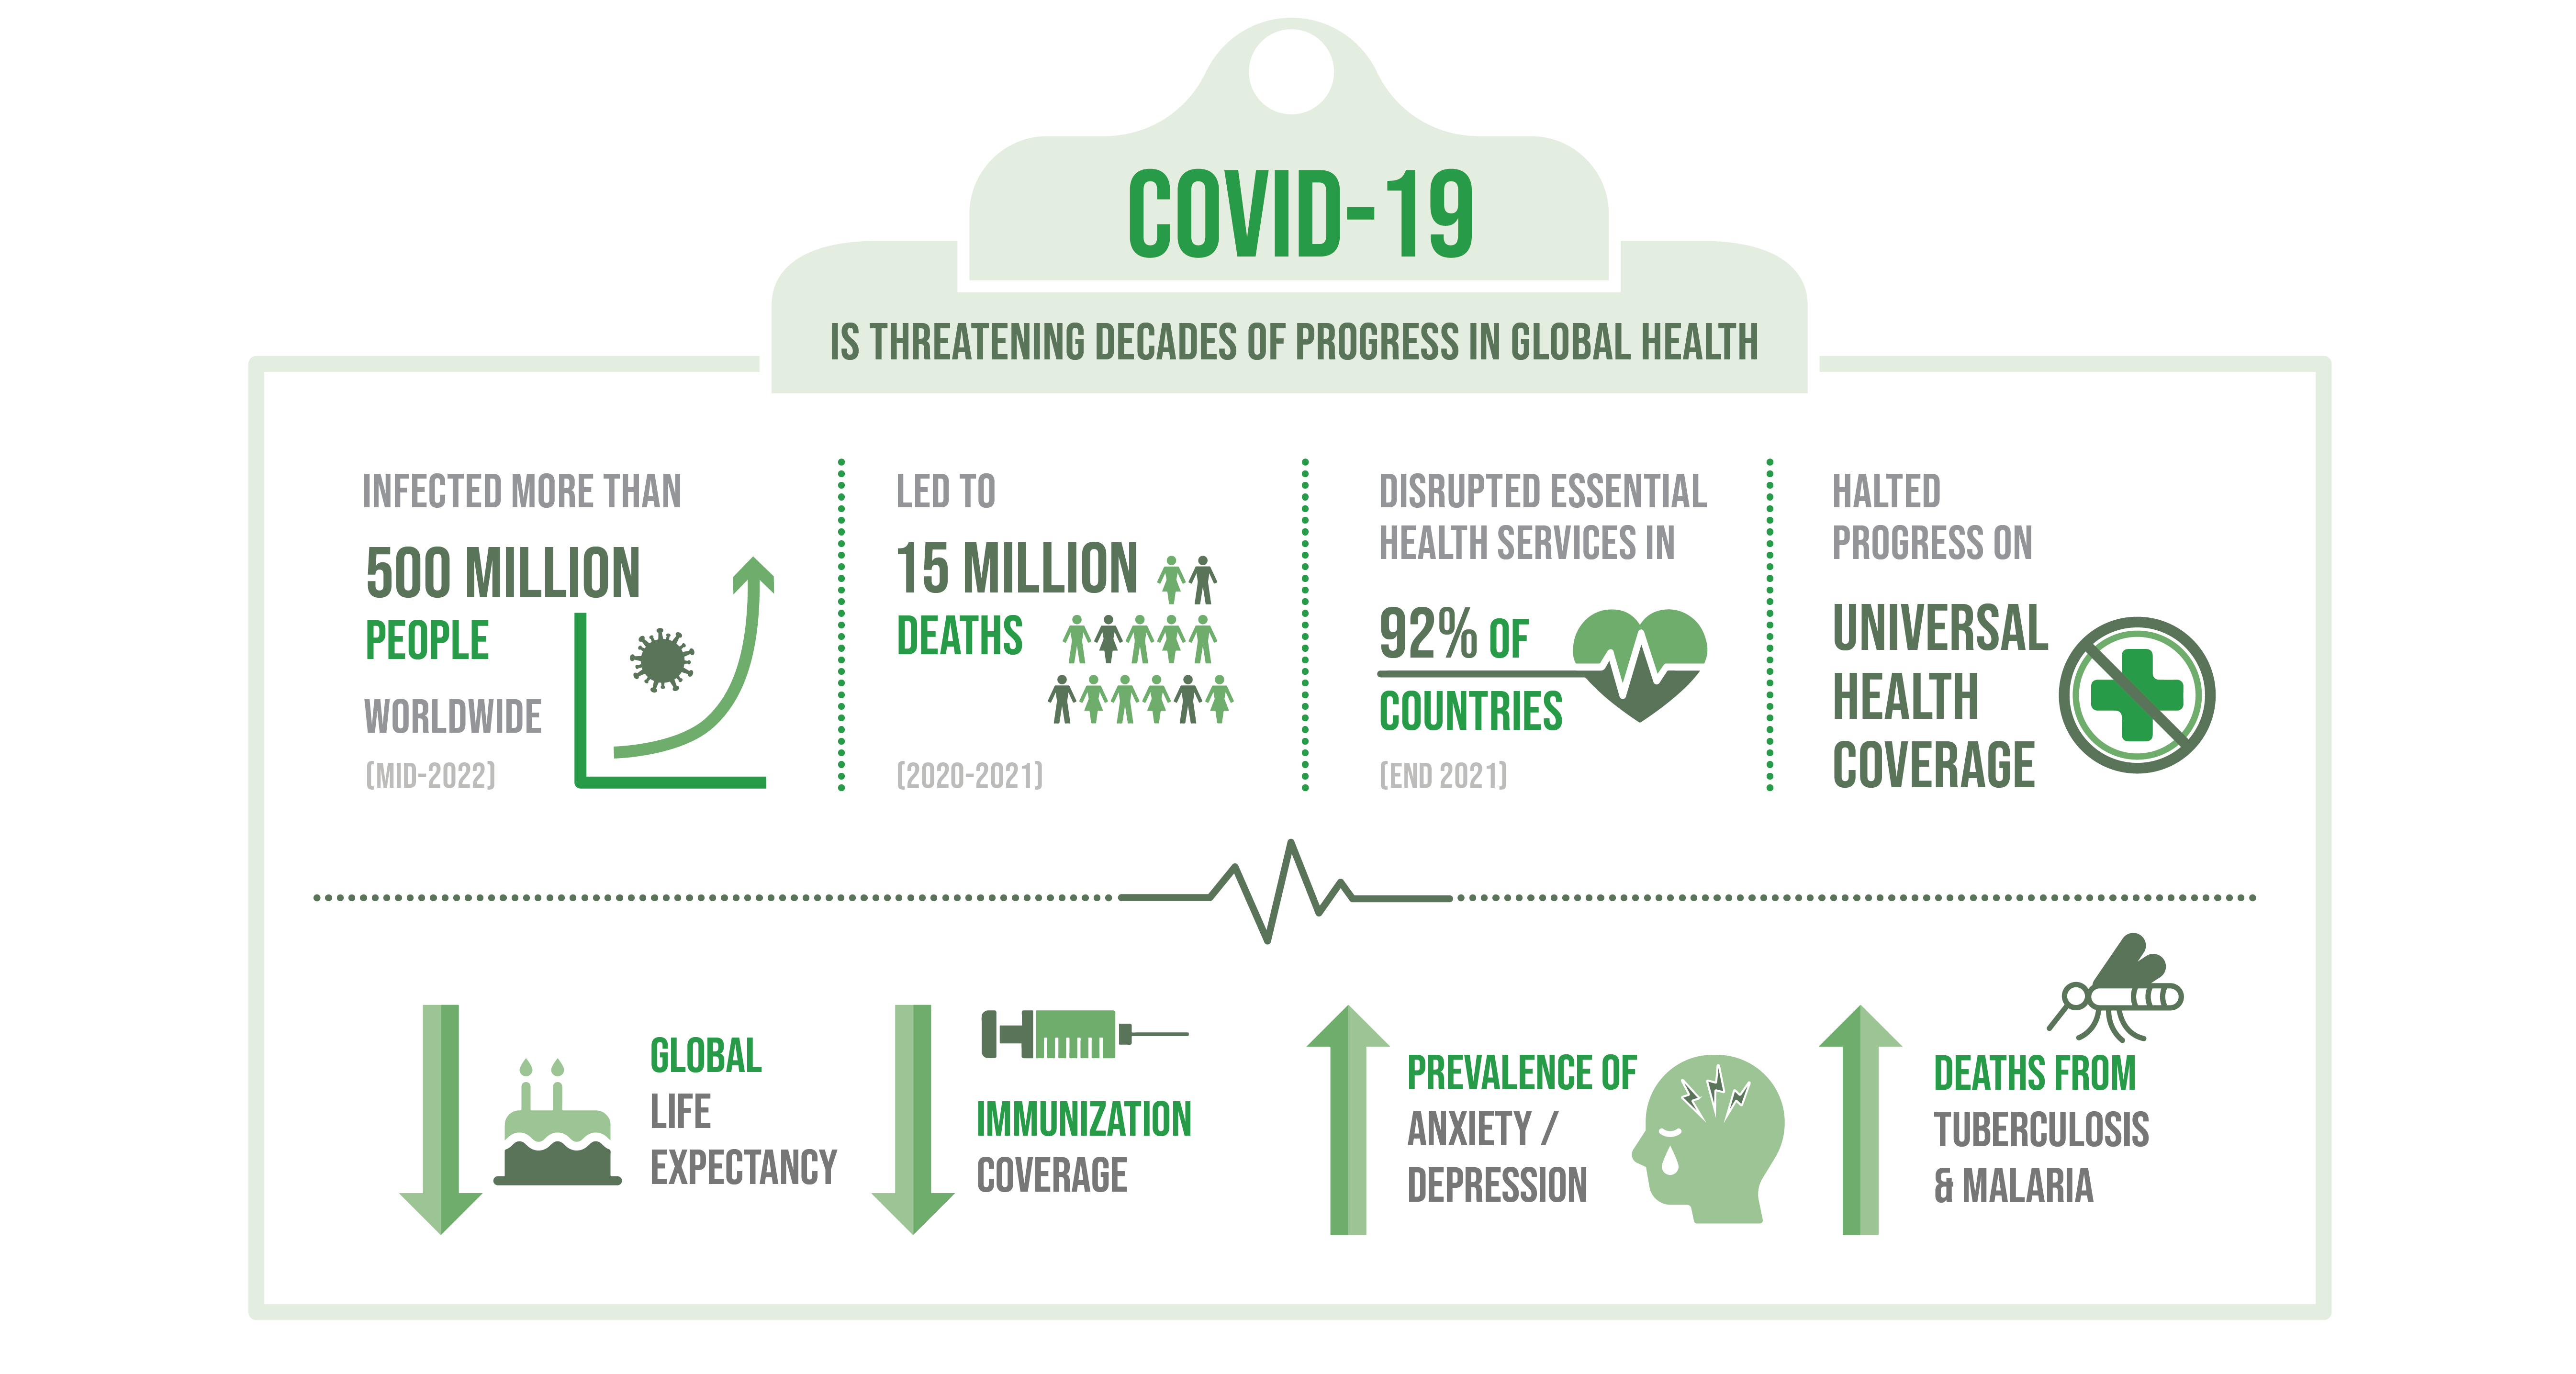 COVID-19
IS THREATENING DECADES OF PROGRESS IN GLOBAL HEALTH
INFECTED MORE THAN
500 MILLION
PEOPLE
WORLDWIDE
(MID-2022)
LED TO
15 MILLION
DEATHS
(2020-2021)
DISRUPTED ESSENTIAL
HEALTH SERVICES IN
92% OF
COUNTRIES
(END 2021)
HALTED
PROGRESS ON
UNIVERSAL
HEALTH
COVERAGE
GLOBAL
LIFE
EXPECTANCY
IMMUNIZATION
COVERAGE
PREVALENCE OF
ANXIETY /
DEPRESSION
DEATHS FROM
TUBERCULOSIS
& MALARIA